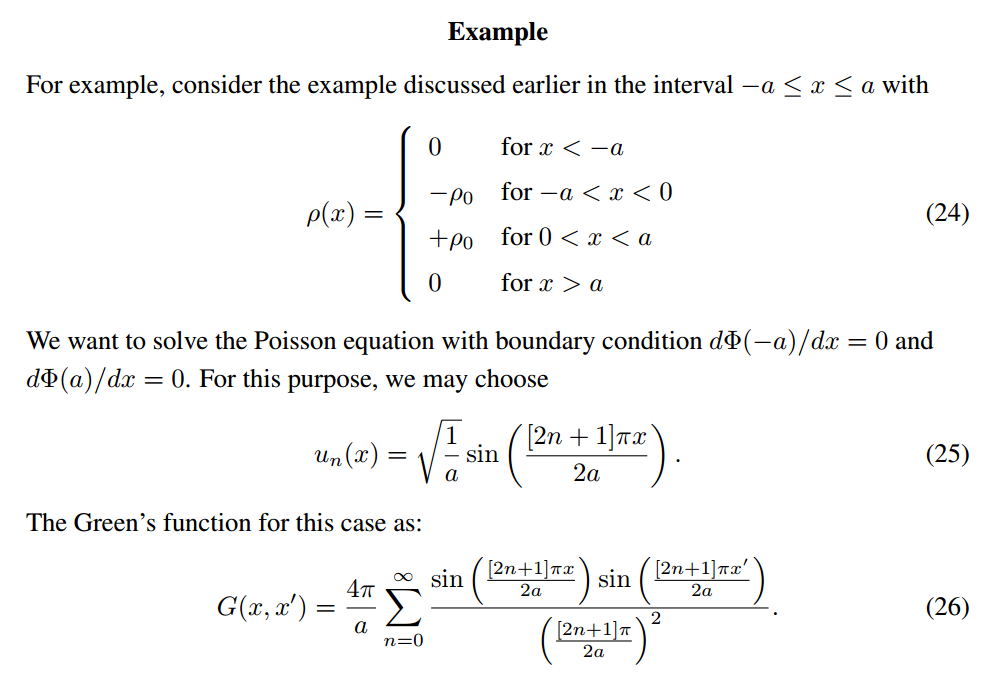 Example
For example, consider the example discussed earlier in the interval −a ≤ x ≤ a with
ρ(x) = { 0 for x < −a
−ρ₀ for −a < x < 0
+ρ₀ for 0 < x < a
0 for x > a (24)
We want to solve the Poisson equation with boundary condition dΦ(−a)/dx = 0 and
dΦ(a)/dx = 0. For this purpose, we may choose
uₙ(x) = √(1/a) sin([2n + 1]πx / 2a). (25)
The Green’s function for this case as:
G(x, x′) = 4π/a ∑_{n=0}^{∞} sin([2n+1]πx / 2a) sin([2n+1]πx′ / 2a) / ([2n+1]π / 2a)². (26)